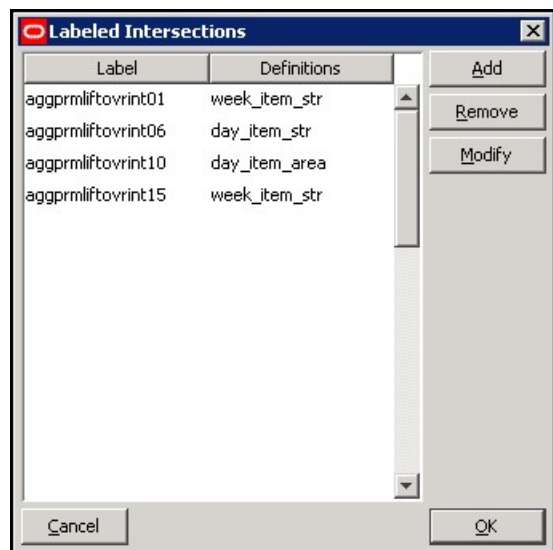 Labeled Intersections
Label Definitions
aggprmliftovrint01 week_item_str
aggprmliftovrint06 day_item_str
aggprmliftovrint10 day_item_area
aggprmliftovrint15 week_item_str
Add
Remove
Modify
Cancel
OK